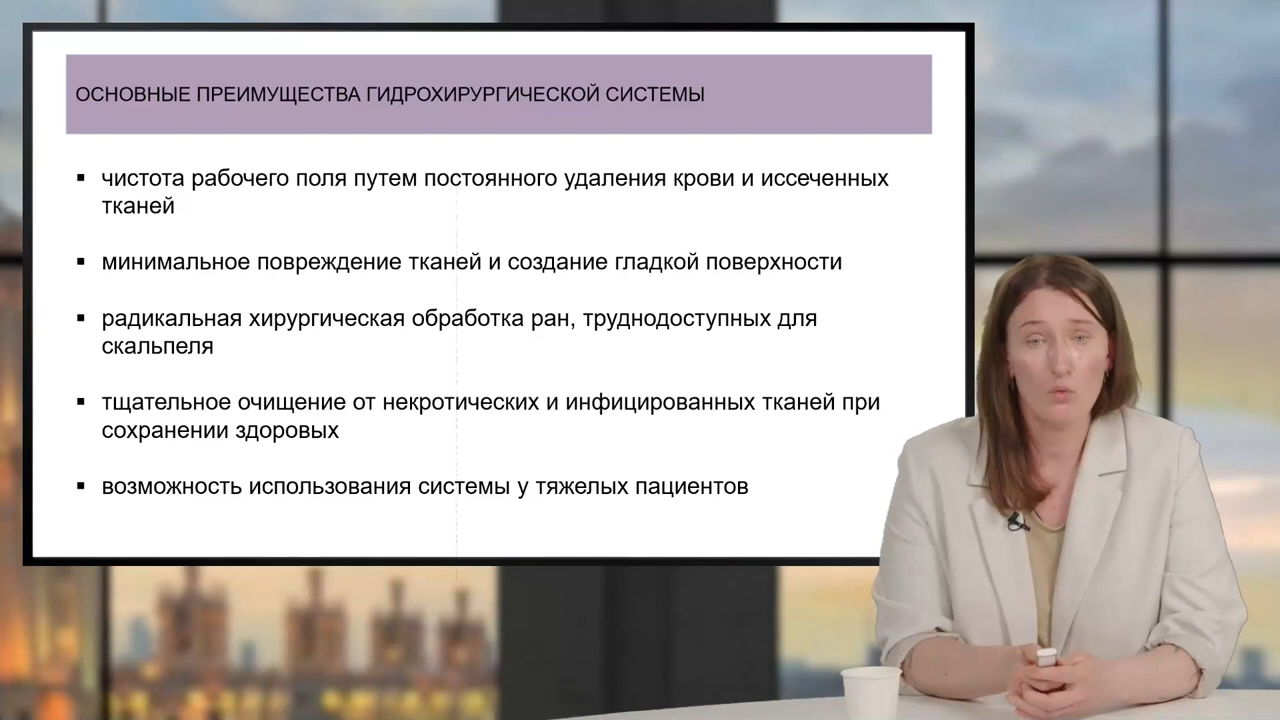 ОСНОВНЫЕ ПРЕИМУЩЕСТВА ГИДРОХИРУРГИЧЕСКОЙ СИСТЕМЫ
▪ чистота рабочего поля путем постоянного удаления крови и иссеченных
тканей
▪ минимальное повреждение тканей и создание гладкой поверхности
▪ радикальная хирургическая обработка ран, труднодоступных для
скальпеля
▪ тщательное очищение от некротических и инфицированных тканей при
сохранении здоровых
▪ возможность использования системы у тяжелых пациентов